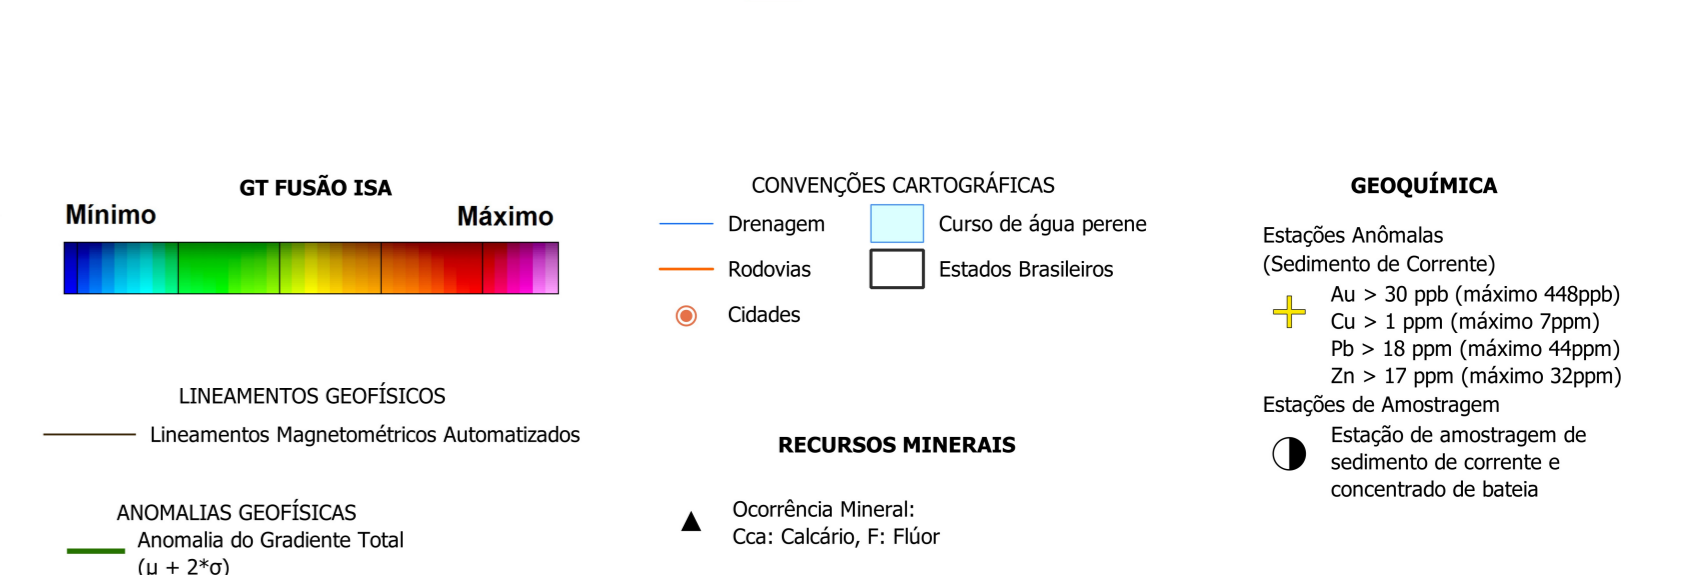 GT FUSÃO ISA
Mínimo
Máximo
LINEAMENTOS GEOFÍSICOS
Lineamentos Magnetométricos Automatizados
ANOMALIAS GEOFÍSICAS
Anomalia do Gradiente Total
(μ + 2*σ)
CONVENÇÕES CARTOGRÁFICAS
Drenagem
Curso de água perene
Rodovias
Estados Brasileiros
Cidades
RECURSOS MINERAIS
Ocorrência Mineral:
Cca: Calcário, F: Flúor
GEOQUÍMICA
Estações Anômalas
(Sedimento de Corrente)
Au > 30 ppb (máximo 448ppb)
Cu > 1 ppm (máximo 7ppm)
Pb > 18 ppm (máximo 44ppm)
Zn > 17 ppm (máximo 32ppm)
Estações de Amostragem
Estação de amostragem de
sedimento de corrente e
concentrado de bateia